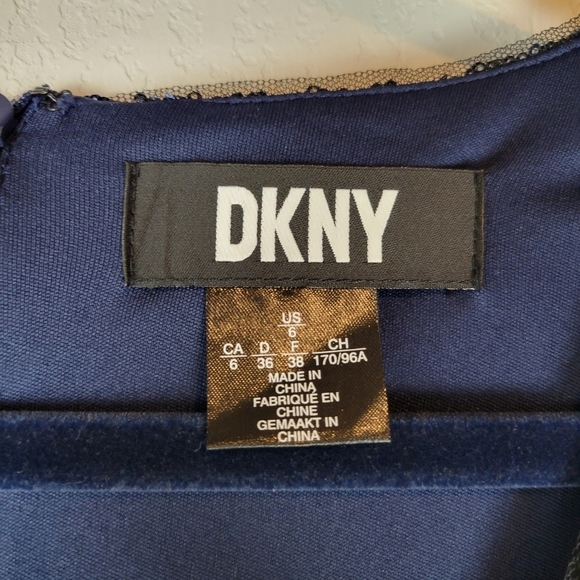 DKNY
US
6
CA D F CH
6 36 38 170/96A
MADE IN
CHINA
FABRIQUÉ EN
CHINE
GEMAAKT IN
CHINA